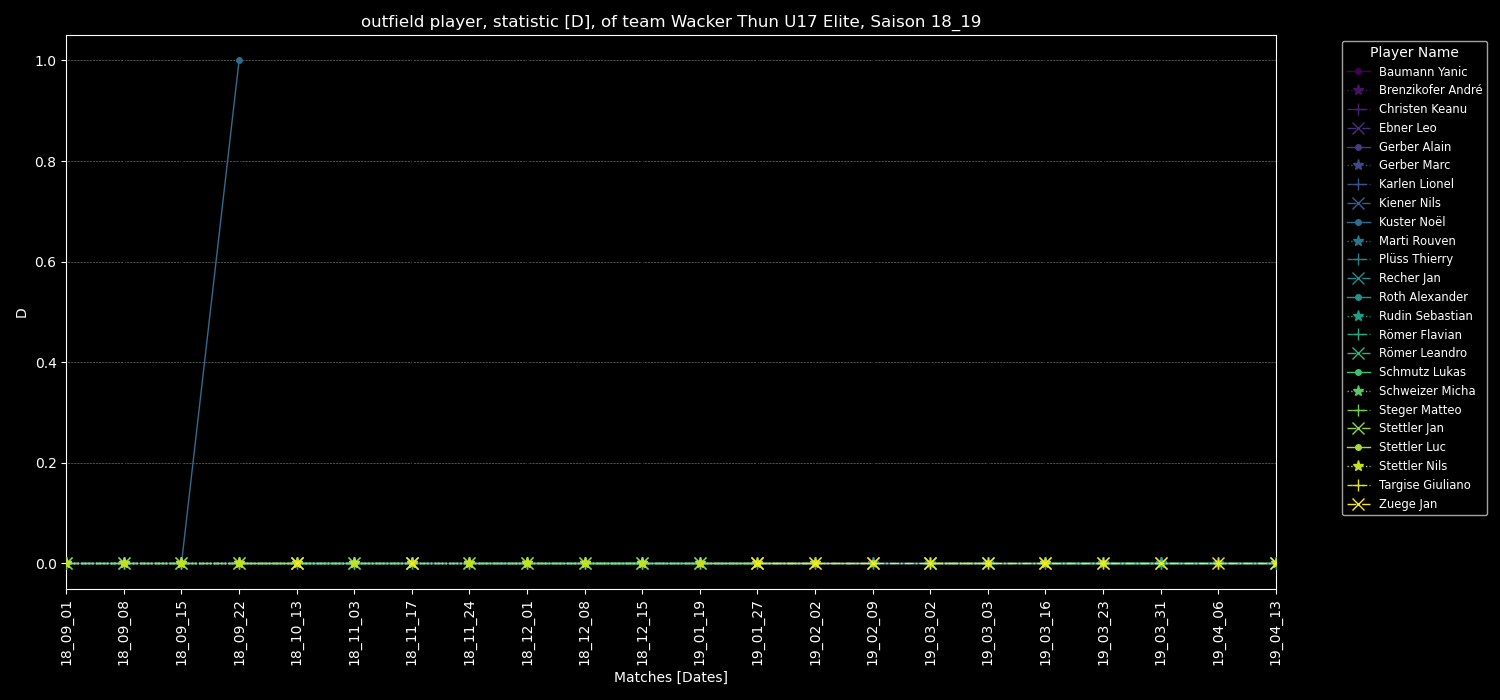 outfield player, statistic [D], of team Wacker Thun U17 Elite, Saison 18_19
D
1.0
0.8
0.6
0.4
0.2
0.0
18_09_01
18_09_08
18_09_15
18_09_22
18_10_13
18_11_03
18_11_17
18_11_24
18_12_01
18_12_08
18_12_15
19_01_19
19_01_27
19_02_02
19_02_09
19_03_02
19_03_03
19_03_16
19_03_23
19_03_31
19_04_06
19_04_13
Matches [Dates]
Player Name
Baumann Yanic
Brenzikofer André
Christen Keanu
Ebner Leo
Gerber Alain
Gerber Marc
Karlen Lionel
Kiener Nils
Kuster Noël
Marti Rouven
Plüss Thierry
Recher Jan
Roth Alexander
Rudin Sebastian
Römer Flavian
Römer Leandro
Schmutz Lukas
Schweizer Micha
Steger Matteo
Stettler Jan
Stettler Luc
Stettler Nils
Targise Giuliano
Zuege Jan